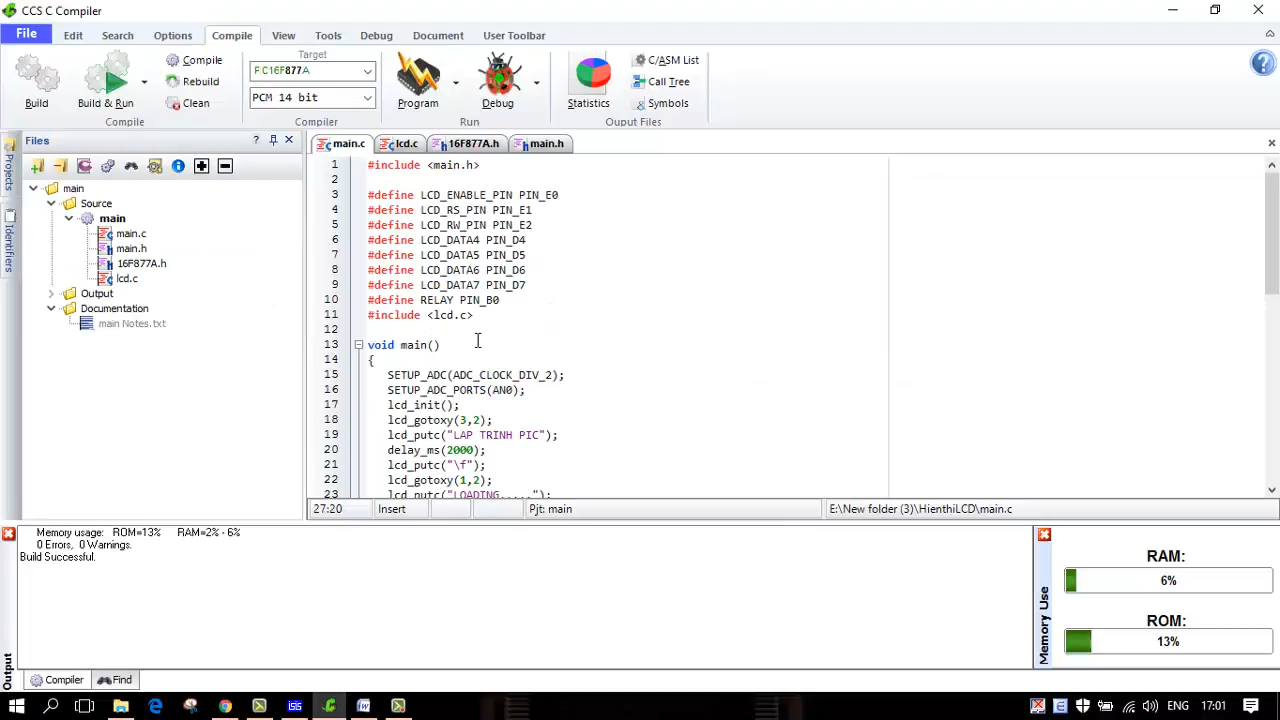 CCS C Compiler
File Edit Search Options Compile View Tools Debug Document User Toolbar
Build
Build & Run
Compile
Rebuild
Clean
Compile
Target
PIC16F877A
PCM 14 bit
Compiler
Program
Debug
Run
Statistics
C/ASM List
Call Tree
Symbols
Ouput Files
Files
Projects
Identifiers
main
Source
main
main.c
main.h
16F877A.h
lcd.c
Output
Documentation
main Notes.txt
main.c lcd.c 16F877A.h main.h
1 #include <main.h>
2
3 #define LCD_ENABLE_PIN PIN_E0
4 #define LCD_RS_PIN PIN_E1
5 #define LCD_RW_PIN PIN_E2
6 #define LCD_DATA4 PIN_D4
7 #define LCD_DATA5 PIN_D5
8 #define LCD_DATA6 PIN_D6
9 #define LCD_DATA7 PIN_D7
10 #define RELAY PIN_B0
11 #include <lcd.c>
12
13 void main()
14 {
15 SETUP_ADC(ADC_CLOCK_DIV_2);
16 SETUP_ADC_PORTS(AN0);
17 lcd_init();
18 lcd_gotoxy(3,2);
19 lcd_putc("LAP TRINH PIC");
20 delay_ms(2000);
21 lcd_putc("\f");
22 lcd_gotoxy(1,2);
23 lcd_putc("LOADING.....");
27:20 Insert Pjt: main E:\New folder (3)\HienthiLCD\main.c
Memory usage: ROM=13% RAM=2% - 6%
0 Errors, 0 Warnings.
Build Successful.
Output
Compiler Find
Memory Use
RAM:
6%
ROM:
13%
ENG 17:01